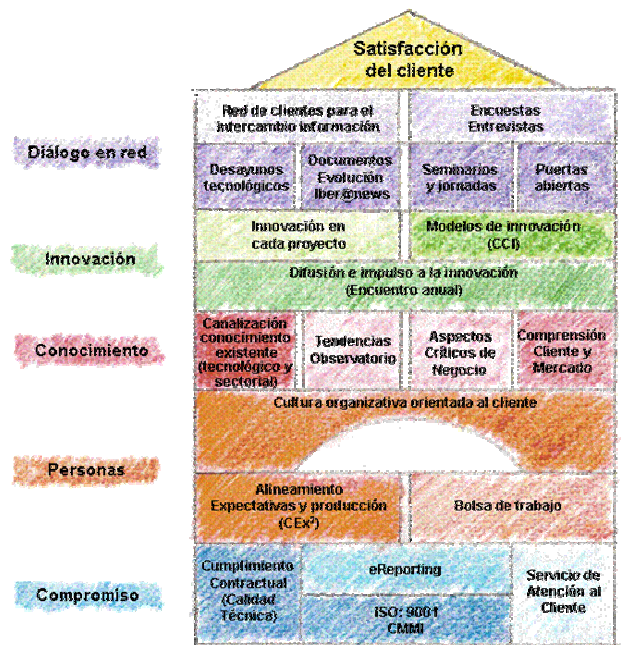 Satisfacción
del cliente
Diálogo en red
Red de clientes para el
intercambio información
Encuestas
Entrevistas
Desayunos
tecnológicos
Documentos
Evolución
Iber@news
Seminarios
y jornadas
Puertas
abiertas
Innovación
Innovación en
cada proyecto
Modelos de innovación
(CCI)
Difusión e impulso a la innovación
(Encuentro anual)
Conocimiento
Canalización
conocimiento
existente
(tecnológico y
sectorial)
Tendencias
Observatorio
Aspectos
Críticos de
Negocio
Comprensión
Cliente y
Mercado
Personas
Cultura organizativa orientada al cliente
Alineamiento
Expectativas y producción
(CEx²)
Bolsa de trabajo
Compromiso
Cumplimiento
Contractual
(Calidad
Técnica)
eReporting
ISO: 9001
CMMI
Servicio de
Atención al
Cliente